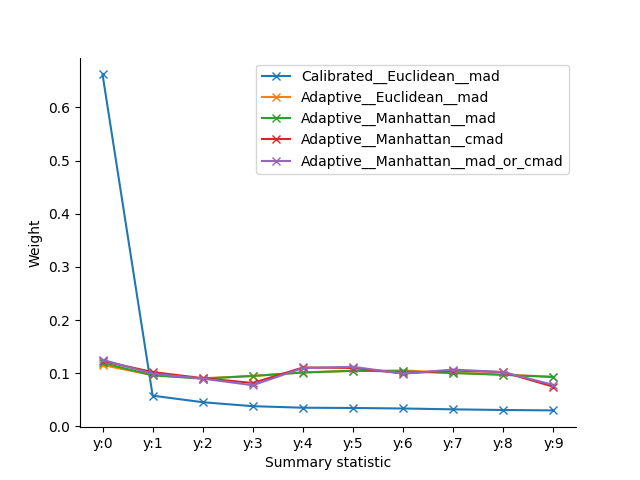 Calibrated__Euclidean__mad
Adaptive__Euclidean__mad
Adaptive__Manhattan__mad
Adaptive__Manhattan__cmad
Adaptive__Manhattan__mad_or_cmad
Weight
0.6
0.5
0.4
0.3
0.2
0.1
0.0
y:0 y:1 y:2 y:3 y:4 y:5 y:6 y:7 y:8 y:9
Summary statistic